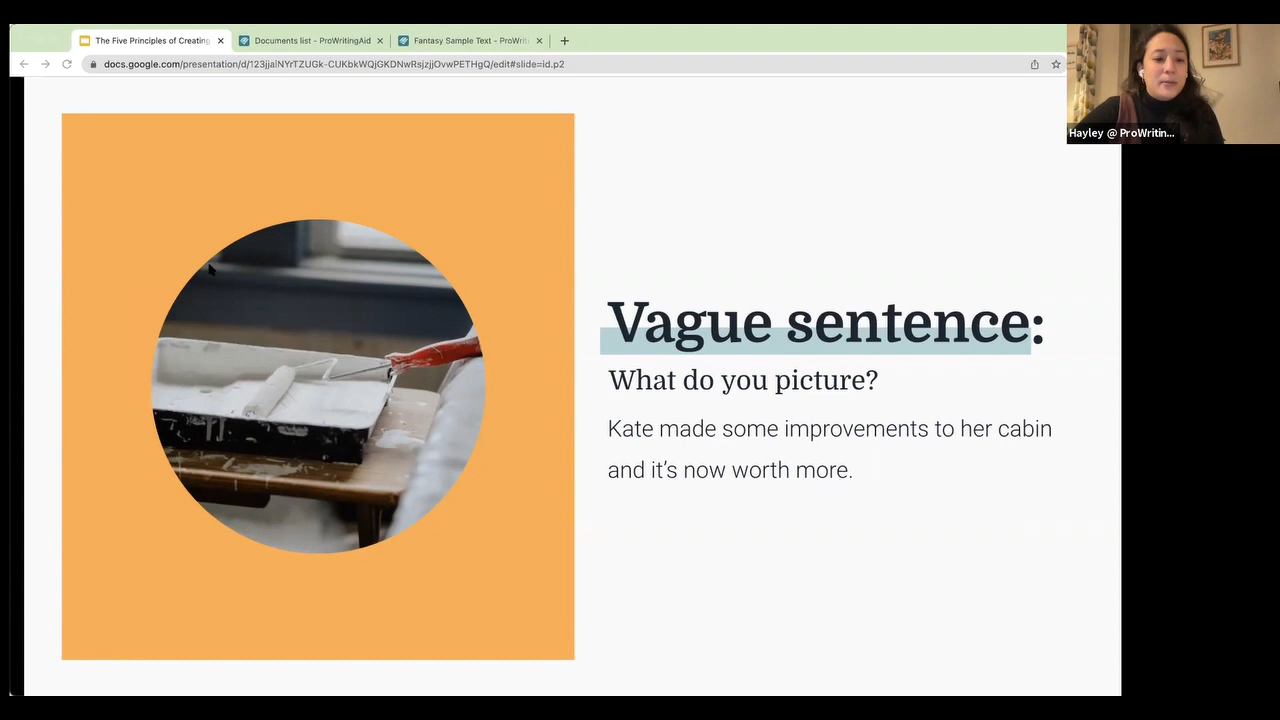 The Five Principles of Creating
Documents list - ProWritingAid
Fantasy Sample Text - ProWriti
docs.google.com/presentation/d/123jjaINYrTZUGk-CUKbkWQjGKDNwRsjzjjOvwPETHgQ/edit#slide=id.p2
Hayley @ ProWritin...
Vague sentence:
What do you picture?
Kate made some improvements to her cabin
and it’s now worth more.